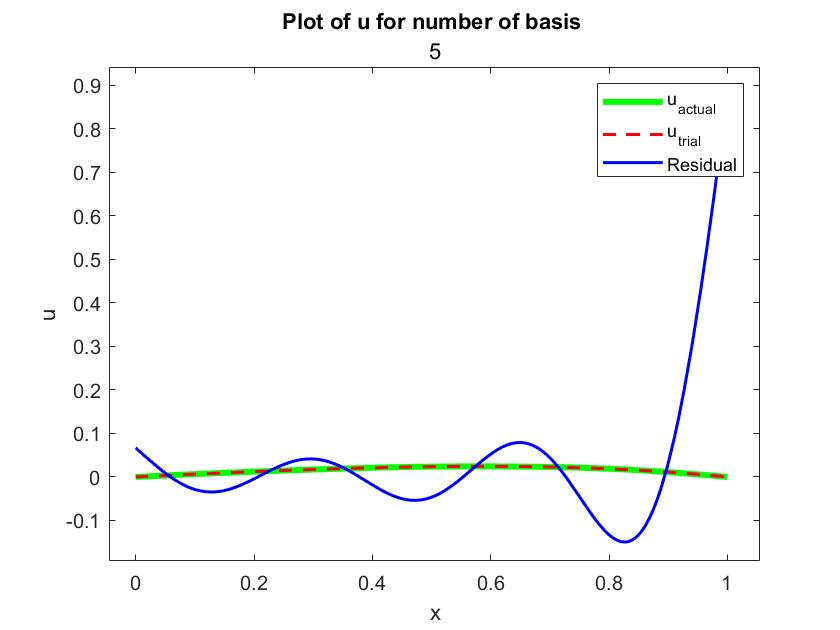 Plot of u for number of basis
5
u_actual
u_trial
Residual
0.9
0.8
0.7
0.6
0.5
0.4
0.3
0.2
0.1
0
-0.1
u
0 0.2 0.4 0.6 0.8 1
x